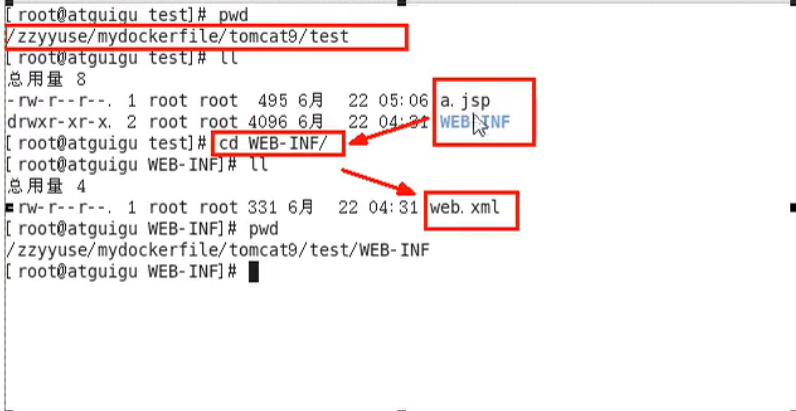 [root@atguigu test]# pwd
/zzyyuse/mydockerfile/tomcat9/test
[root@atguigu test]# ll
总用量 8
-rw-r--r--. 1 root root  495 6月  22 05:06 a.jsp
drwxr-xr-x. 2 root root 4096 6月  22 04:31 WEB-INF
[root@atguigu test]# cd WEB-INF/
[root@atguigu WEB-INF]# ll
总用量 4
-rw-r--r--. 1 root root 331 6月  22 04:31 web.xml
[root@atguigu WEB-INF]# pwd
/zzyyuse/mydockerfile/tomcat9/test/WEB-INF
[root@atguigu WEB-INF]#